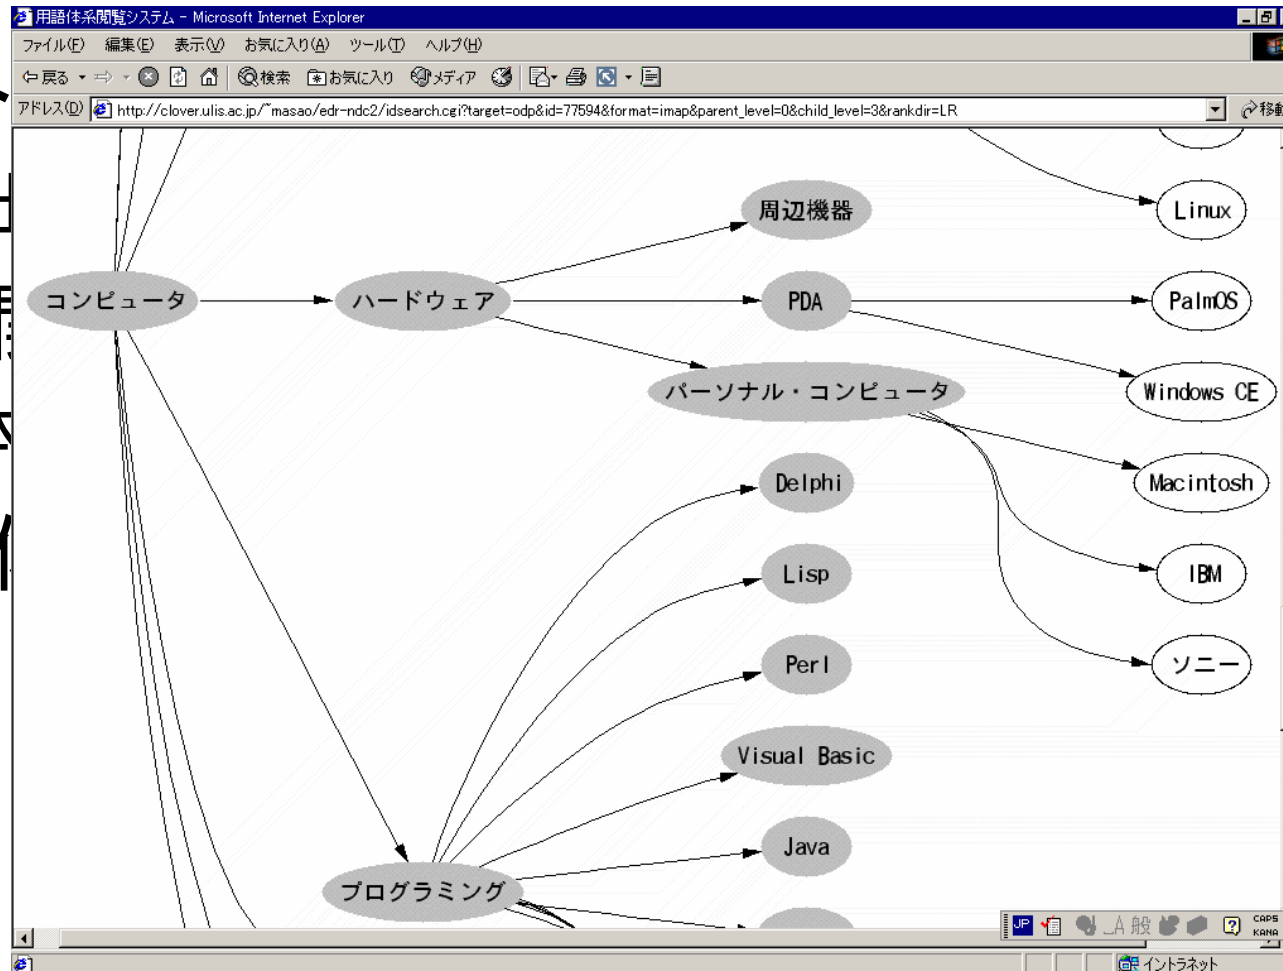 用語体系閲覧システム - Microsoft Internet Explorer
ファイル(F) 編集(E) 表示(V) お気に入り(A) ツール(T) ヘルプ(H)
戻る 検索 お気に入り メディア
アドレス(D) http://clover.ulis.ac.jp/~masao/edr-ndc2/idsearch.cgi?target=odp&id=77594&format=imap&parent_level=0&child_level=3&rankdir=LR 移動
周辺機器 Linux
コンピュータ ハードウェア PDA PalmOS
パーソナル・コンピュータ Windows CE
Delphi Macintosh
Lisp IBM
Perl ソニー
Visual Basic
Java
プログラミング
JP A 般 CAPS
KANA
イントラネット